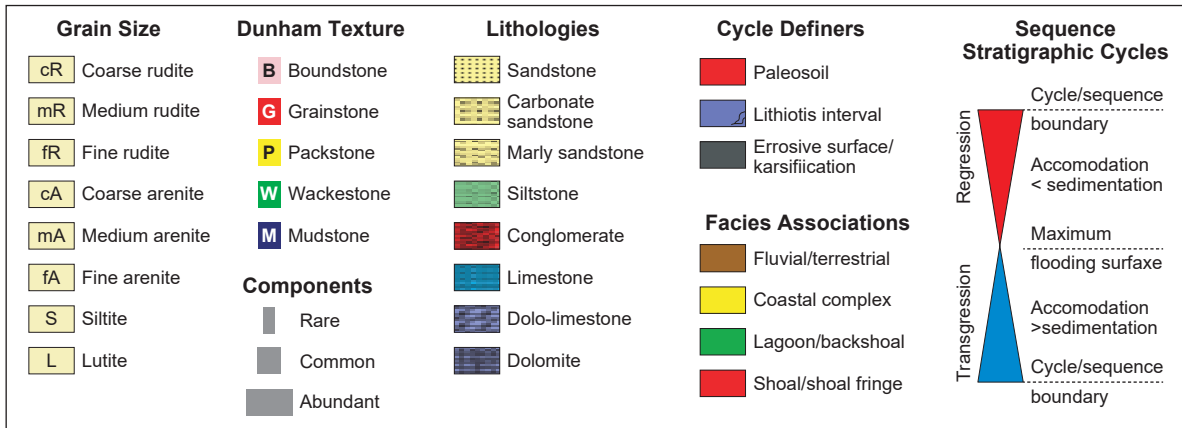 Grain Size
cR Coarse rudite
mR Medium rudite
fR Fine rudite
cA Coarse arenite
mA Medium arenite
fA Fine arenite
S Siltite
L Lutite
Dunham Texture
B Boundstone
G Grainstone
P Packstone
W Wackestone
M Mudstone
Components
Rare
Common
Abundant
Lithologies
Sandstone
Carbonate
sandstone
Marly sandstone
Siltstone
Conglomerate
Limestone
Dolo-limestone
Dolomite
Cycle Definers
Paleosoil
Lithiotis interval
Errosive surface/
karsifiication
Facies Associations
Fluvial/terrestrial
Coastal complex
Lagoon/backshoal
Shoal/shoal fringe
Sequence
Stratigraphic Cycles
Regression
Transgression
Cycle/sequence
boundary
Accomodation
< sedimentation
Maximum
flooding surfaxe
Accomodation
>sedimentation
Cycle/sequence
boundary